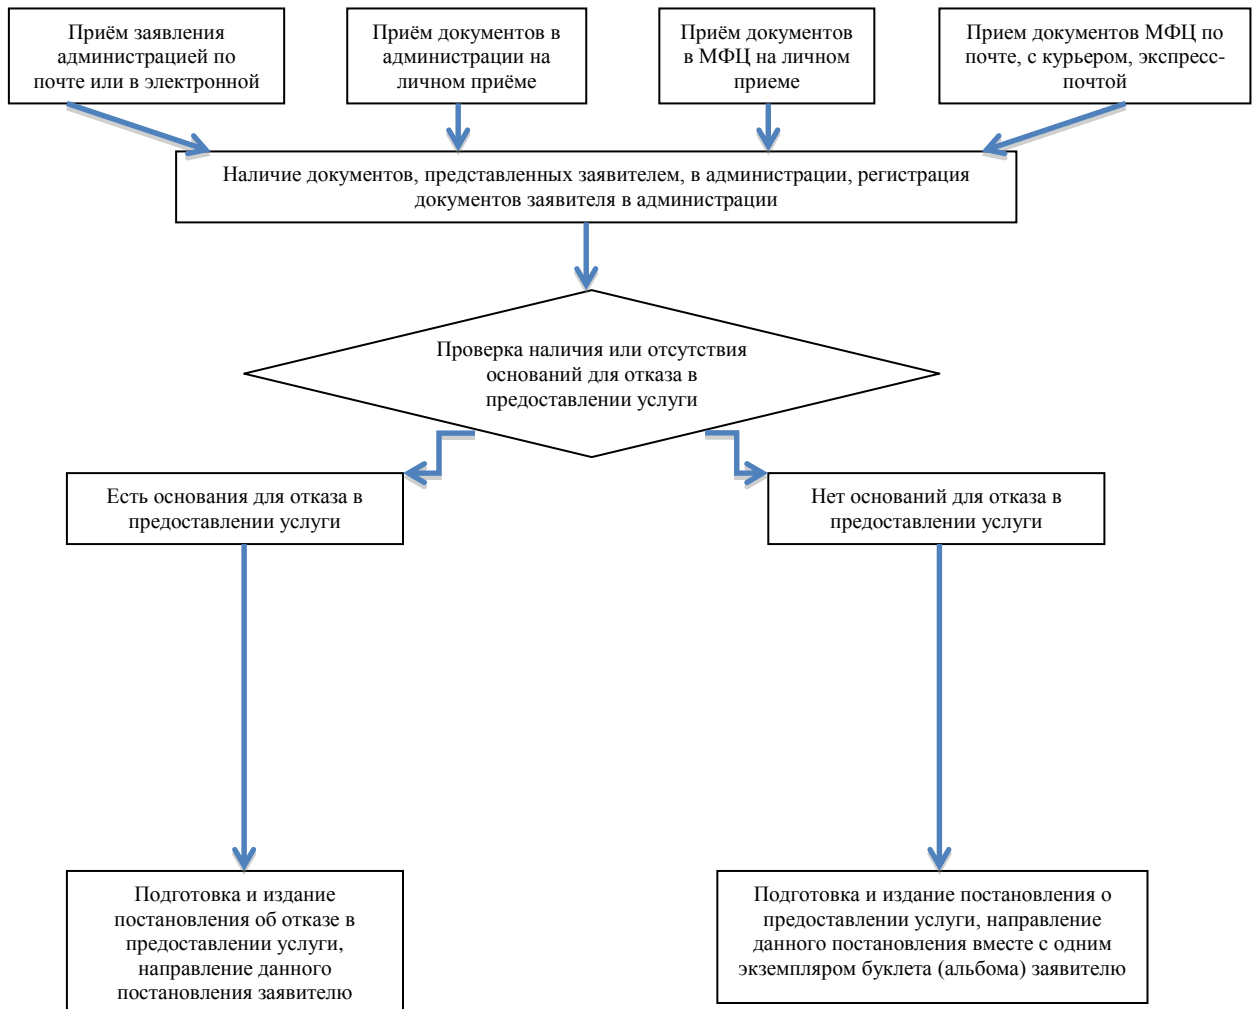 Приём заявления
администрацией по
почте или в электронной
Приём документов в
администрации на
личном приёме
Приём документов
в МФЦ на личном
приеме
Прием документов МФЦ по
почте, с курьером, экспресс-
почтой
Наличие документов, представленных заявителем, в администрации, регистрация
документов заявителя в администрации
Проверка наличия или отсутствия
оснований для отказа в
предоставлении услуги
Есть основания для отказа в
предоставлении услуги
Нет оснований для отказа в
предоставлении услуги
Подготовка и издание
постановления об отказе в
предоставлении услуги,
направление данного
постановления заявителю
Подготовка и издание постановления о
предоставлении услуги, направление
данного постановления вместе с одним
экземпляром буклета (альбома) заявителю